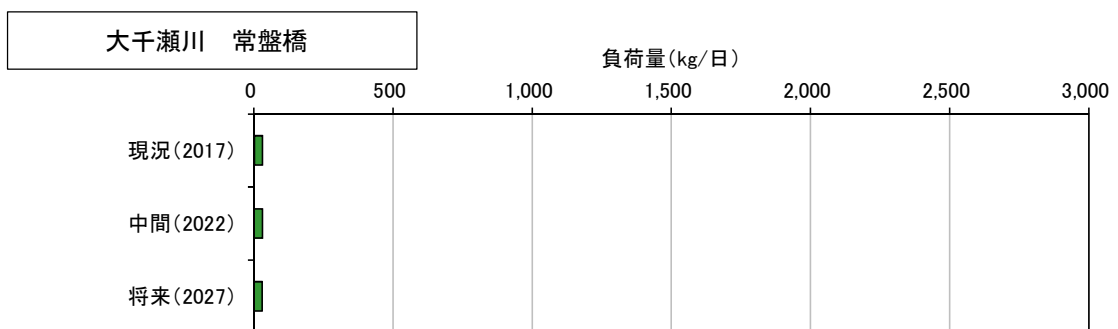 大千瀬川　常盤橋
負荷量(kg/日)
0 500 1,000 1,500 2,000 2,500 3,000
現況(2017)
中間(2022)
将来(2027)